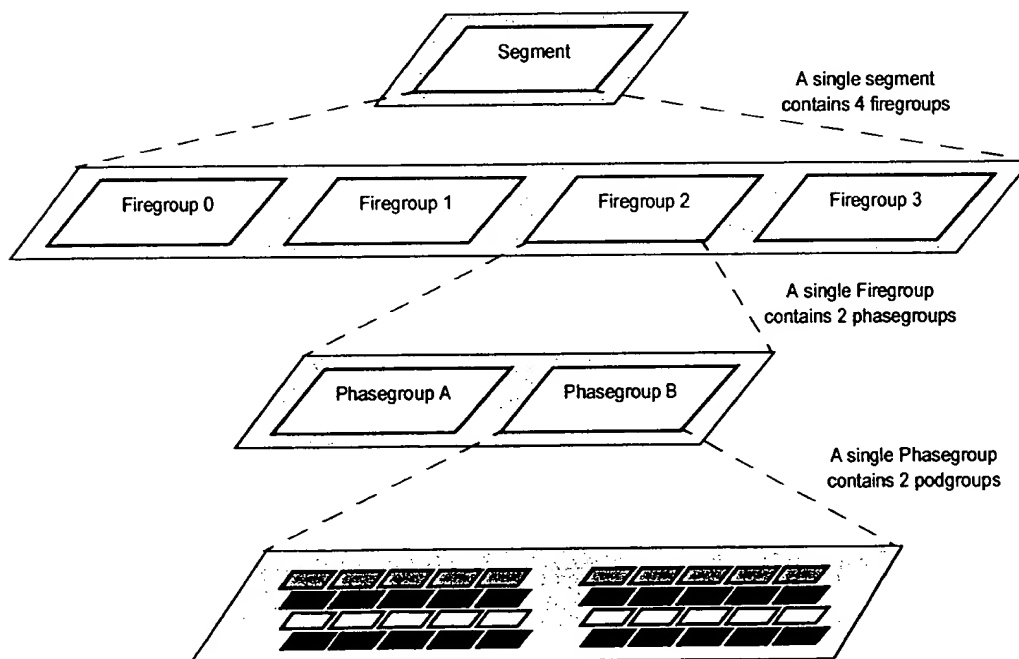 Segment
A single segment
contains 4 firegroups
Firegroup 0
Firegroup 1
Firegroup 2
Firegroup 3
A single Firegroup
contains 2 phasegroups
Phasegroup A
Phasegroup B
A single Phasegroup
contains 2 podgroups